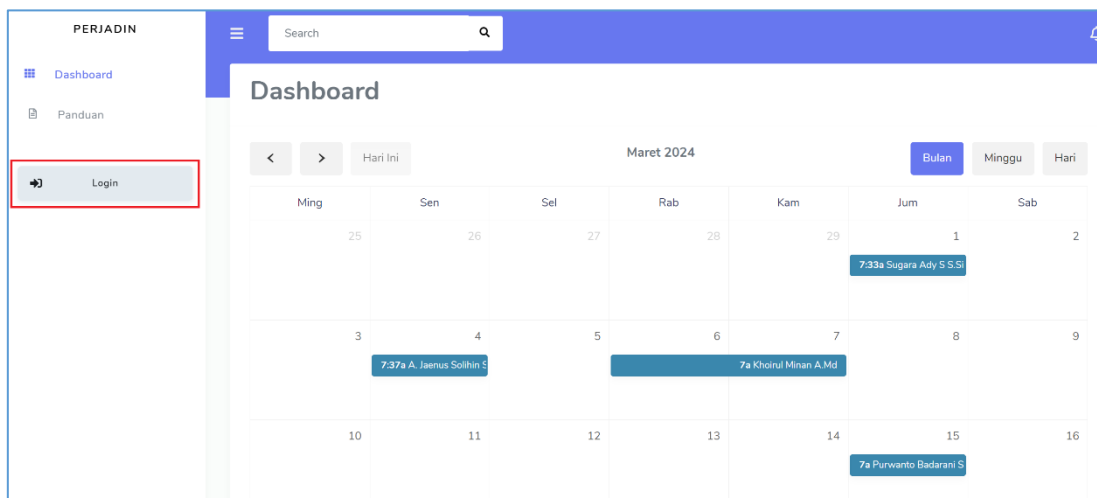 PERJADIN
Search
Dashboard
Panduan
Login
Dashboard
Hari Ini
Maret 2024
Bulan Minggu Hari
Ming Sen Sel Rab Kam Jum Sab
25 26 27 28 29 1 2
7:33a Sugara Ady S S.Si
3 4 5 6 7 8 9
7:37a A. Jaenus Solihin S
7a Khoirul Minan A.Md
10 11 12 13 14 15 16
7a Purwanto Badarani S